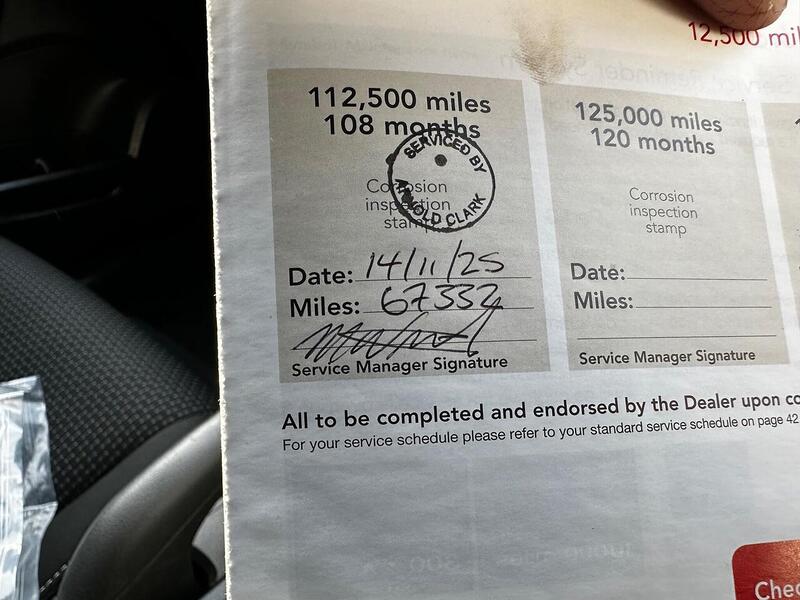 12,500 mil
112,500 miles
108 months
SERVICED BY
ARNOLD CLARK
Corrosion
inspection
stamp
Date: 14/11/25
Miles: 67332
Service Manager Signature
125,000 miles
120 months
Corrosion
inspection
stamp
Date:
Miles:
Service Manager Signature
All to be completed and endorsed by the Dealer upon co
For your service schedule please refer to your standard service schedule on page 42
Chec